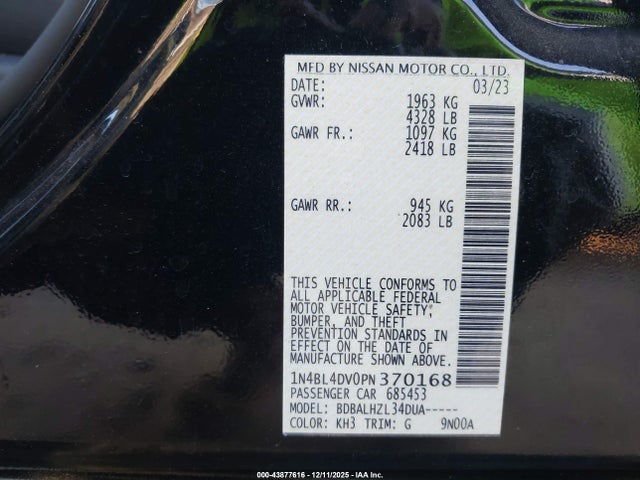 MFD BY NISSAN MOTOR CO., LTD.
DATE: 03/23
GVWR: 1963 KG
4328 LB
GAWR FR.: 1097 KG
2418 LB
GAWR RR.: 945 KG
2083 LB
THIS VEHICLE CONFORMS TO
ALL APPLICABLE FEDERAL
MOTOR VEHICLE SAFETY,
BUMPER, AND THEFT
PREVENTION STANDARDS IN
EFFECT ON THE DATE OF
MANUFACTURE SHOWN ABOVE.
1N4BL4DV0PN370168
PASSENGER CAR 685453
MODEL: BDBALHZL34DUA-----
COLOR: KH3 TRIM: G 9N00A
000-43877616 - 12/11/2025 - IAAI, Inc.